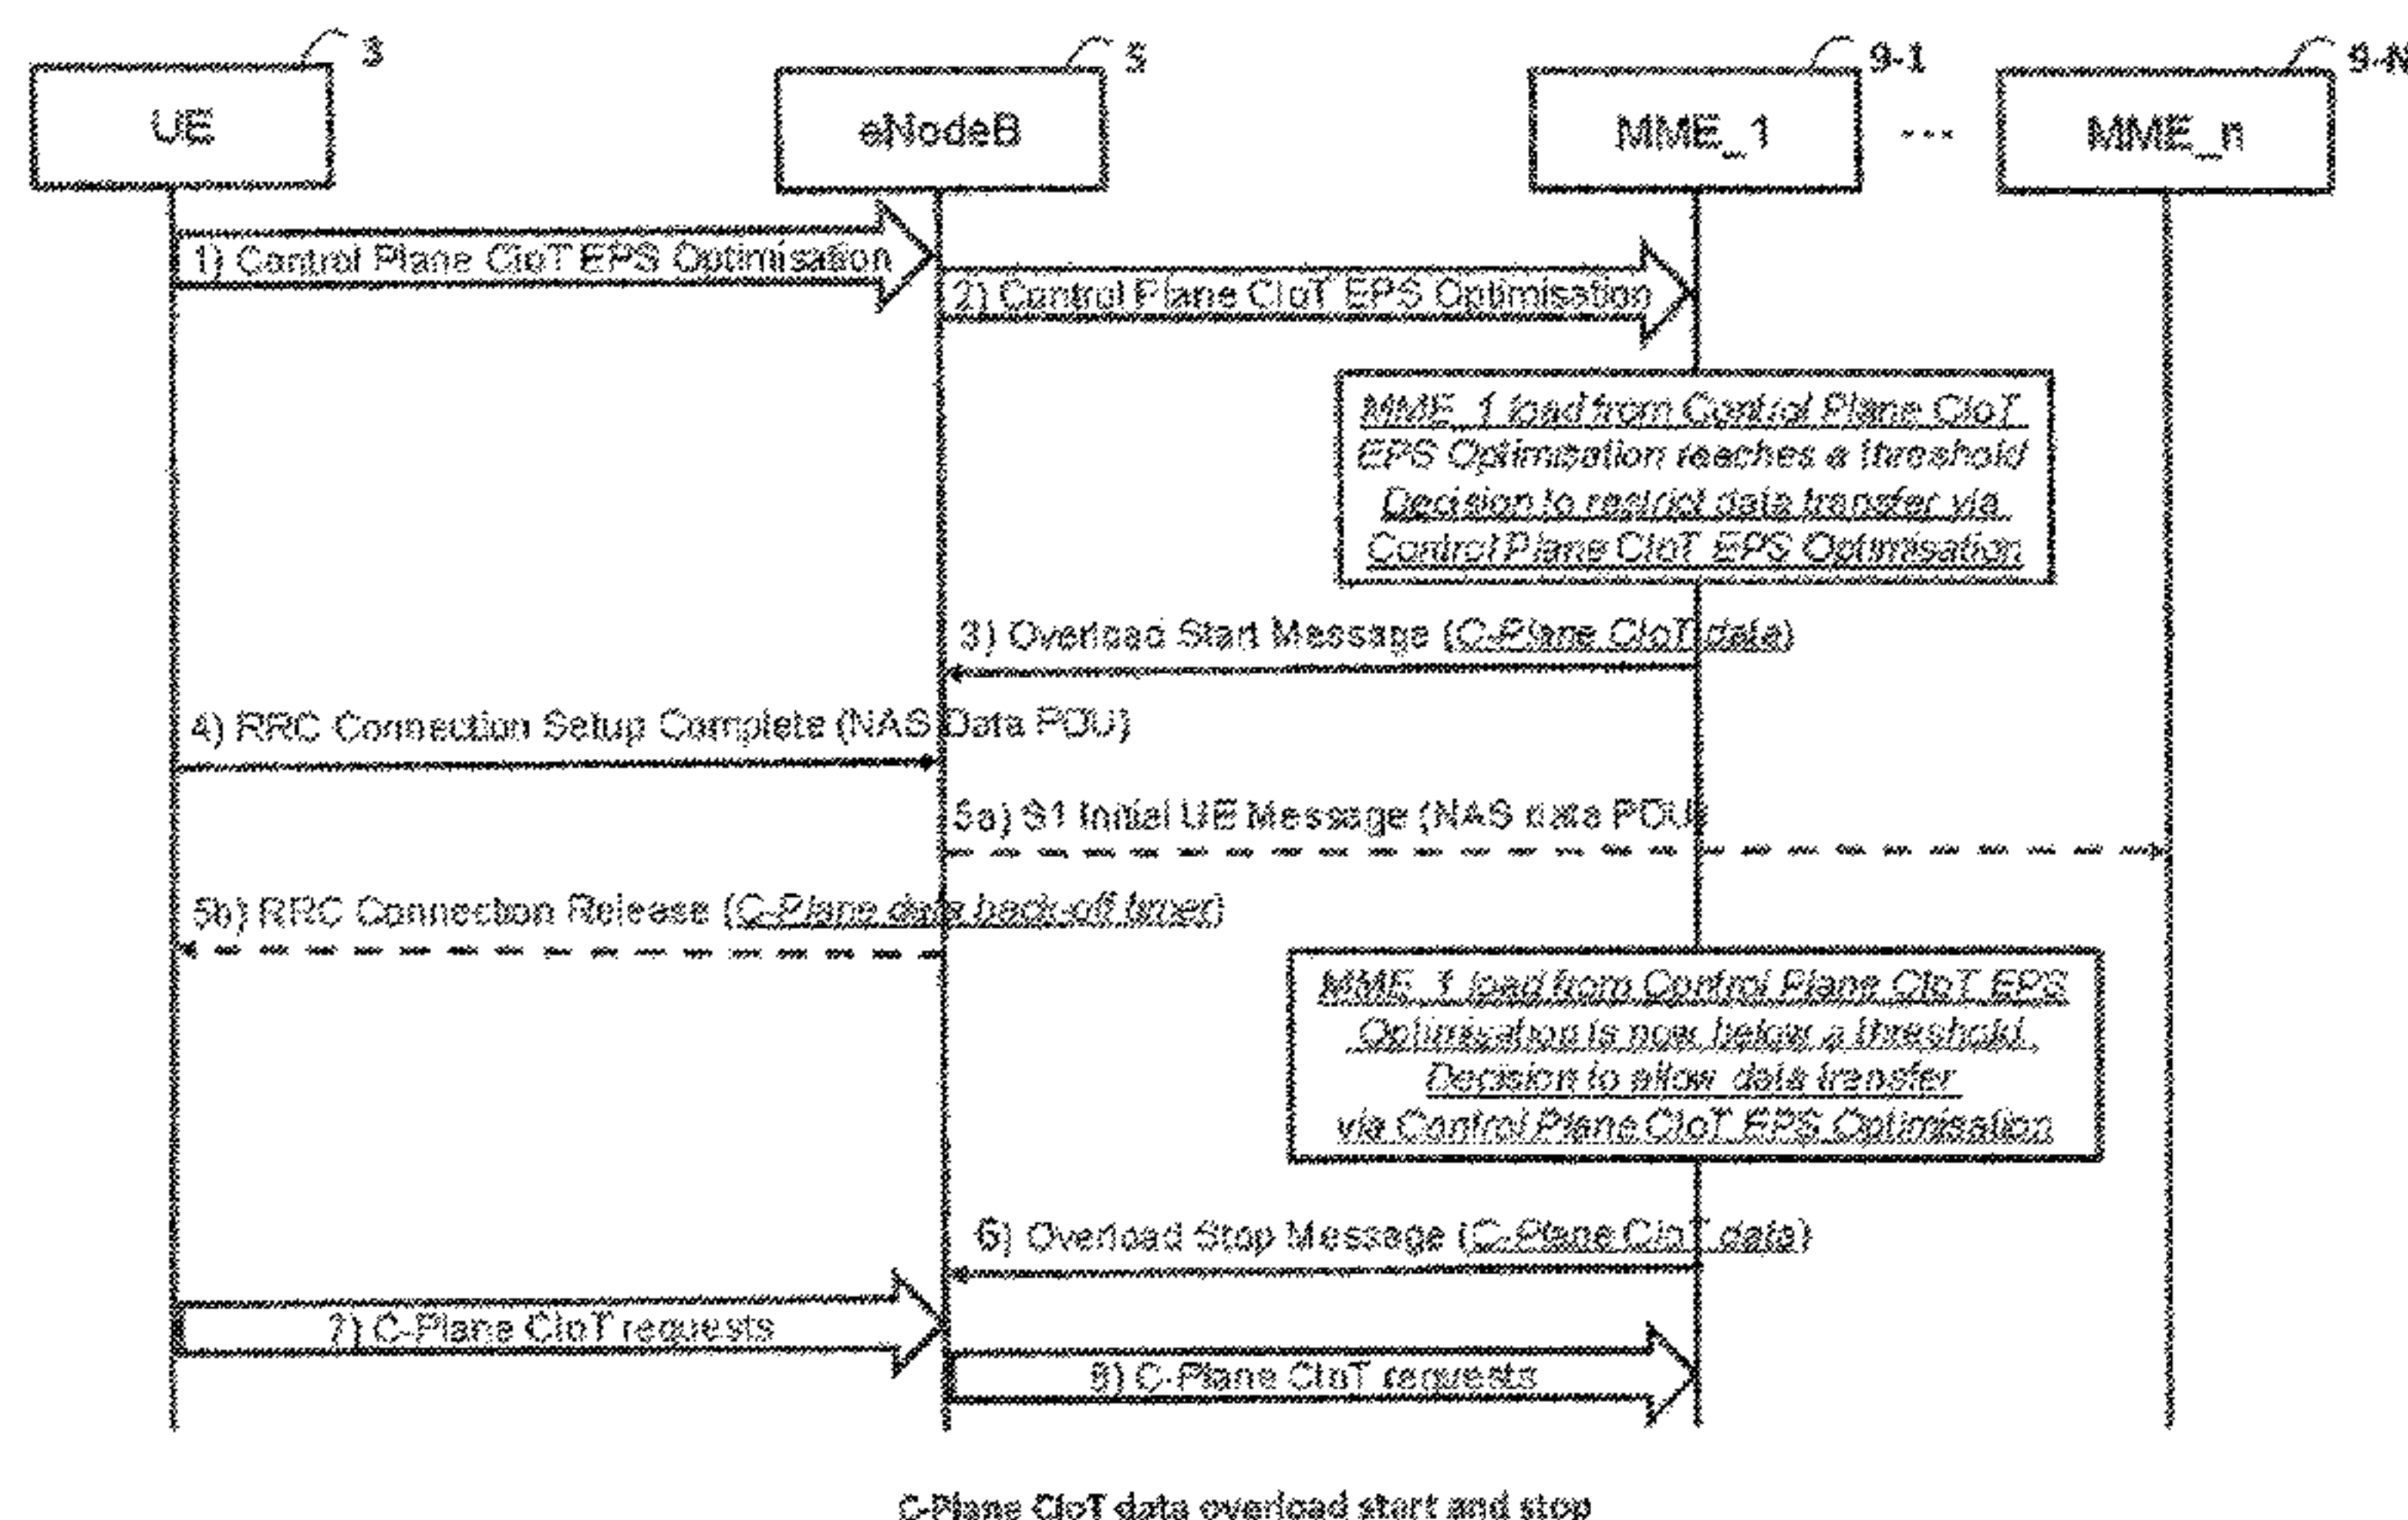 3
5
9-1
9-N
UE
eNodeB
MME_1
...
MME_n
1) Control Plane CIoT EPS Optimisation
2) Control Plane CIoT EPS Optimisation
MME_1 load from Control Plane CIoT
EPS Optimisation reaches a threshold
Decision to restrict data transfer via
Control Plane CIoT EPS Optimisation
3) Overload Start Message (C-Plane CIoT data)
4) RRC Connection Setup Complete (NAS Data PDU)
5a) S1 Initial UE Message (NAS data PDU)
5b) RRC Connection Release (C-Plane data back-off timer)
MME_1 load from Control Plane CIoT EPS
Optimisation is now below a threshold.
Decision to allow data transfer
via Control Plane CIoT EPS Optimisation
6) Overload Stop Message (C-Plane CIoT data)
7) C-Plane CIoT requests
8) C-Plane CIoT requests
C-Plane CIoT data overload start and stop